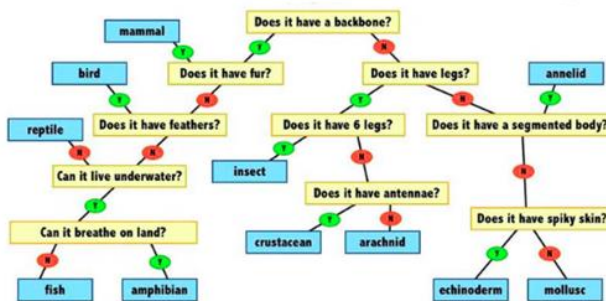 Does it have a backbone?
mammal
Y
Y
N
bird
Does it have fur?
Does it have legs?
annelid
Y
N
Y
N
Y
reptile
Does it have feathers?
Does it have 6 legs?
Does it have a segmented body?
N
N
Y
N
Can it live underwater?
insect
N
Y
Does it have antennae?
Can it breathe on land?
Y
N
Does it have spiky skin?
N
Y
crustacean
arachnid
Y
N
fish
amphibian
echinoderm
mollusc